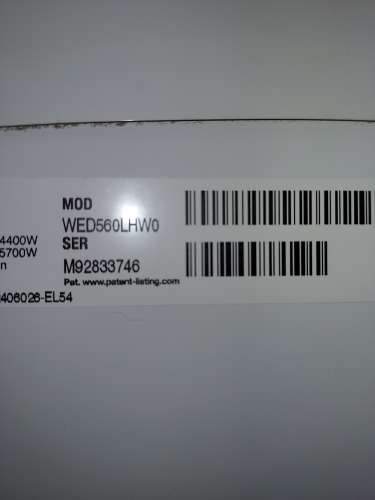 MOD
WED560LHW0
4400W
SER
5700W
n
M92833746
Pat. www.patent-listing.com
406026-EL54